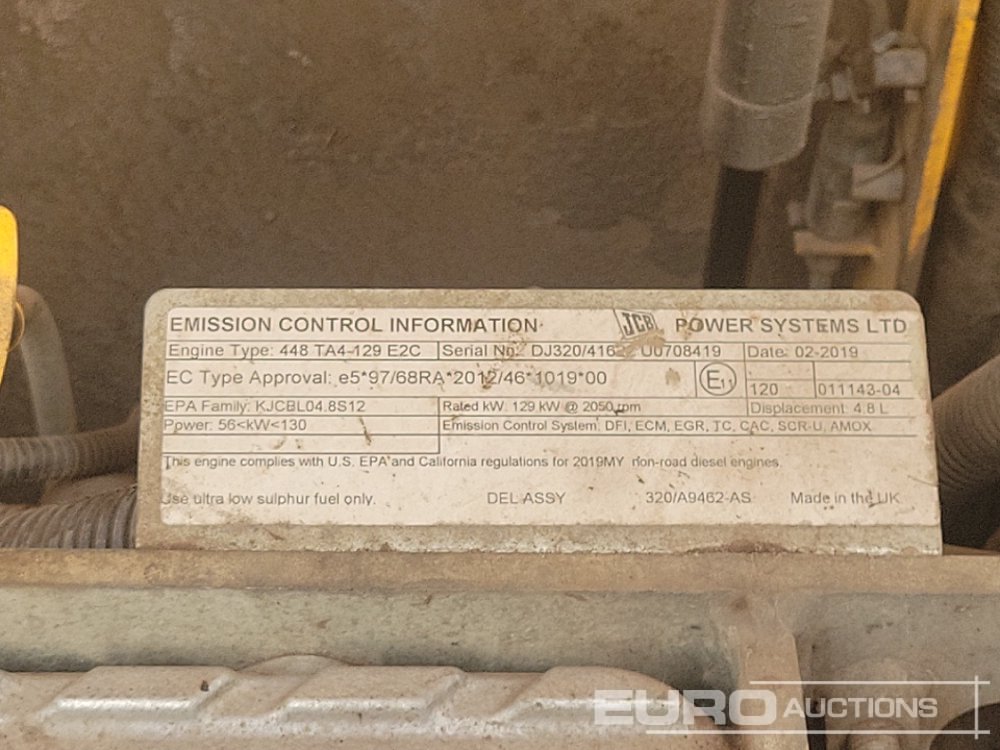 EMISSION CONTROL INFORMATION JCB POWER SYSTEMS LTD
Engine Type: 448 TA4-129 E2C Serial No: U0708419 Date: 02-2019
EC Type Approval: e5*97/68RA*2012/46*1019*00 E11 120 011143-04
EPA Family: KJCBL04.8S12 Rated kW: 129 kW @ 2050 rpm Displacement: 4.8 L
Power: 56<kW<130 Emission Control System: DFI, ECM, EGR, TC, CAC, SCR-U, AMOX
This engine complies with U.S. EPA and California regulations for 2019MY non-road diesel engines.
Use ultra low sulphur fuel only. DEL ASSY 320/A9462-AS Made in the UK
EURO AUCTIONS